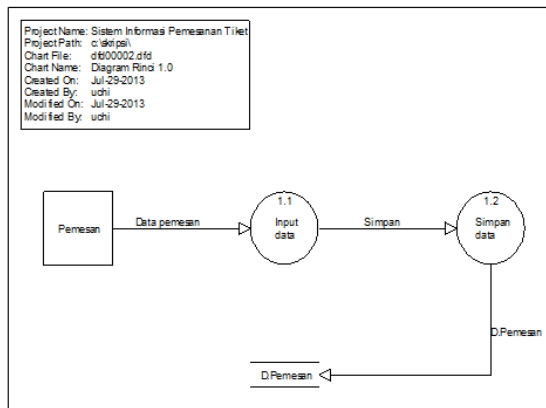 Project Name: Sistem Informasi Pemesanan Tiket
Project Path: c:\skripsi\
Chart File: dfd00002.dfd
Chart Name: Diagram Rinci 1.0
Created On: Jul-29-2013
Created By: uchi
Modified On: Jul-29-2013
Modified By: uchi
Pemesan
Data pemesan
1.1
Input
data
Simpan
1.2
Simpan
data
D.Pemesan
D.Pemesan